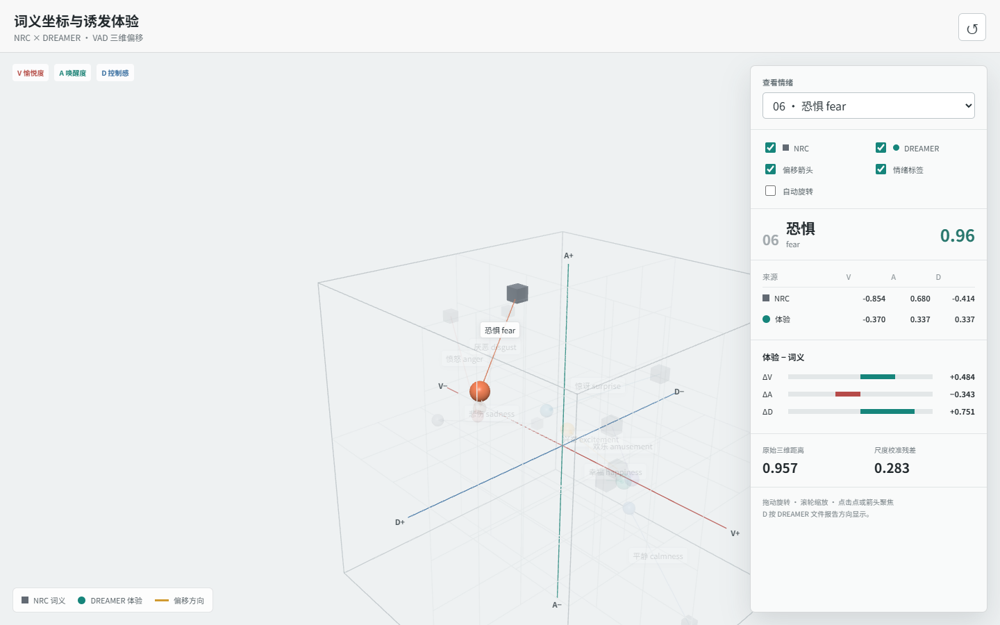 词义坐标与诱发体验
NRC × DREAMER · VAD 三维偏移
V 愉悦度
A 唤醒度
D 控制感
查看情绪
06 · 恐惧 fear
NRC
DREAMER
偏移箭头
情绪标签
自动旋转
06 恐惧
fear
0.96
来源 V A D
NRC -0.854 0.680 -0.414
体验 -0.370 0.337 0.337
体验 − 词义
ΔV +0.484
ΔA −0.343
ΔD +0.751
原始三维距离
尺度校准残差
0.957
0.283
拖动旋转 · 滚轮缩放 · 点击点或箭头聚焦
D 按 DREAMER 文件报告方向显示。
A+
恐惧 fear
厌恶 disgust
愤怒 anger
V−
惊讶 surprise
D−
悲伤 sadness
兴奋 excitement
欢乐 amusement
幸福 happiness
D+
V+
平静 calmness
A−
NRC 词义
DREAMER 体验
偏移方向